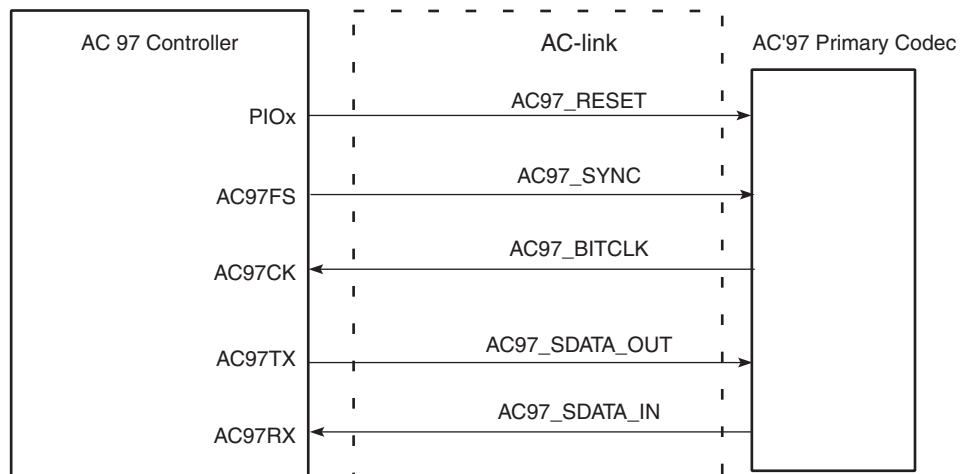 AC 97 Controller
AC-link
AC'97 Primary Codec
PIOx
AC97_RESET
AC97FS
AC97_SYNC
AC97CK
AC97_BITCLK
AC97TX
AC97_SDATA_OUT
AC97RX
AC97_SDATA_IN